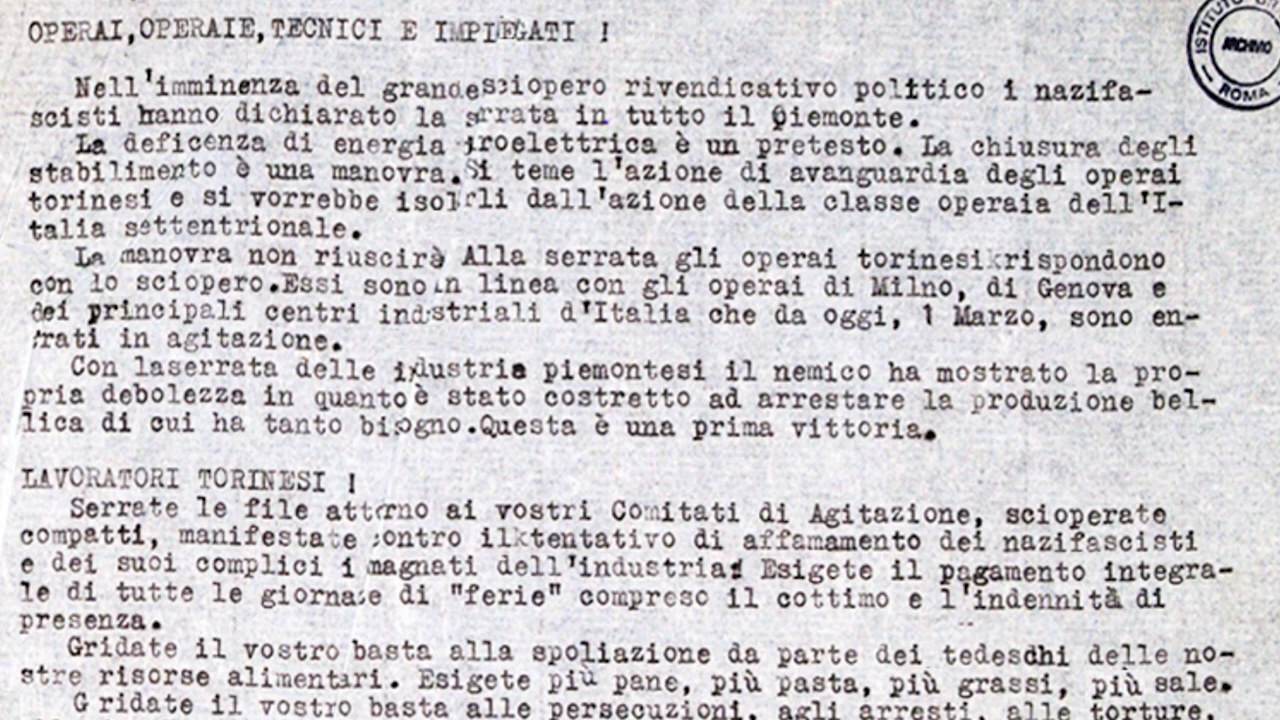 OPERAI,OPERAIE,TECNICI E IMPIEGATI !
ISTITUTO
ARCHIVIO
ROMA
Nell'imminenza del grande sciopero rivendicativo politico i nazifa-
scisti hanno dichiarato la serrata in tutto il Piemonte.
La deficenza di energia iroelettrica è un pretesto. La chiusura degli
stabilimento è una manovra.Si teme l'azione di avanguardia degli operai
torinesi e si vorrebbe isolarli dall'azione della classe operaia dell'I-
talia settentrionale.
La manovra non riuscirà Alla serrata gli operai torinesi rispondono
con lo sciopero.Essi sono in linea con gli operai di Milno, di Genova e
dei principali centri industriali d'Italia che da oggi, 1 Marzo, sono en-
trati in agitazione.
Con laserrata delle industrie piemontesi il nemico ha mostrato la pro-
pria debolezza in quanto è stato costretto ad arrestare la produzione bel-
lica di cui ha tanto bisogno.Questa è una prima vittoria.
LAVORATORI TORINESI !
Serrate le file attorno ai vostri Comitati di Agitazione, scioperate
compatti, manifestate contro il tentativo di affamamento dei nazifascisti
e dei suoi complici i magnati dell'industria! Esigete il pagamento integra-
le di tutte le giornate di "ferie" compreso il cottimo e l'indennità di
presenza.
Gridate il vostro basta alla spoliazione da parte dei tedeschi delle no-
stre risorse alimentari. Esigete più pane, più pasta, più grassi, più sale.
Gridate il vostro basta alle persecuzioni, agli arresti, alle torture,